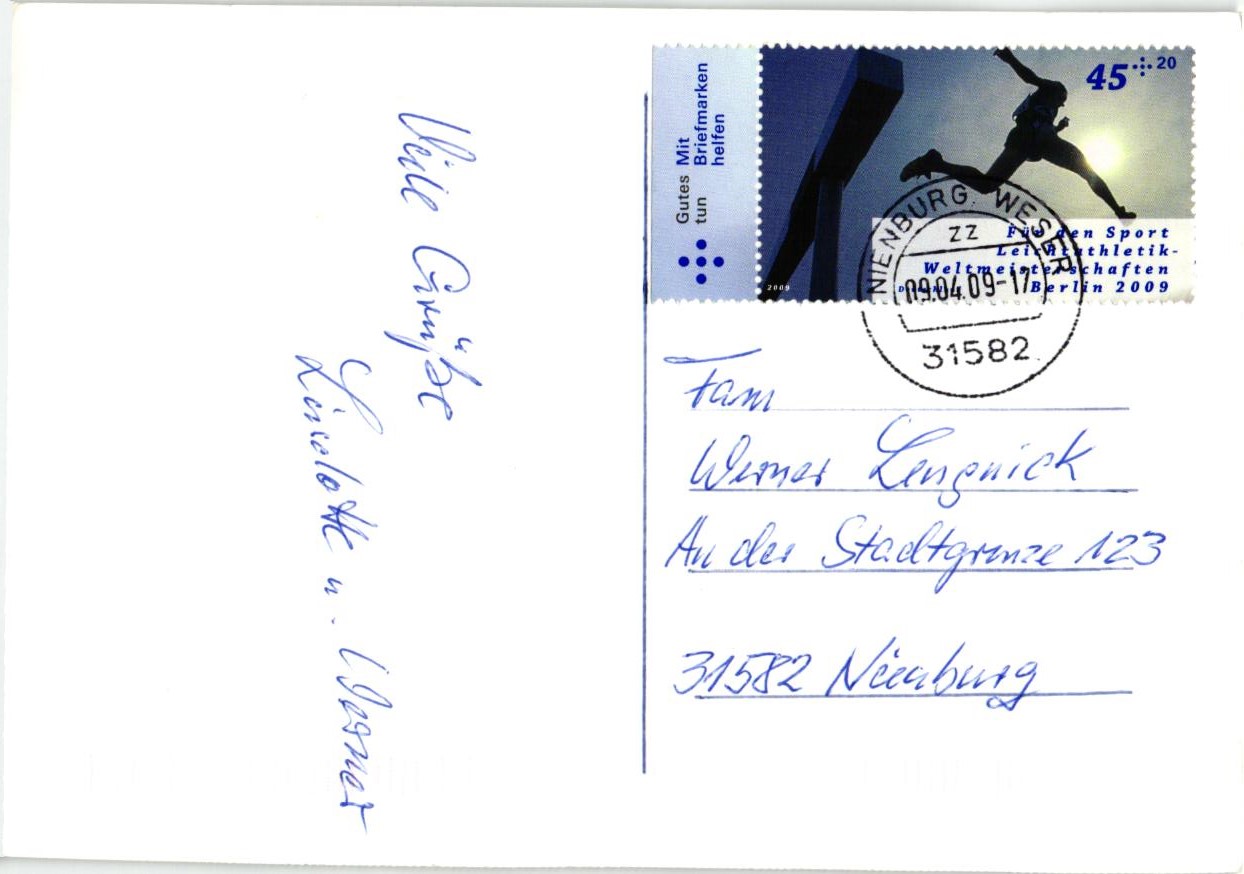 Viele Grüße
Liselotte u. Werner
Gutes Mit
tun Briefmarken
helfen
45+20
Für den Sport
Leichtathletik-
Weltmeisterschaften
Berlin 2009
2009
NIENBURG, WESER
zz
09.04.09-17
31582
Fam
Werner Lengnick
An der Stadtgrenze 123
31582 Nienburg